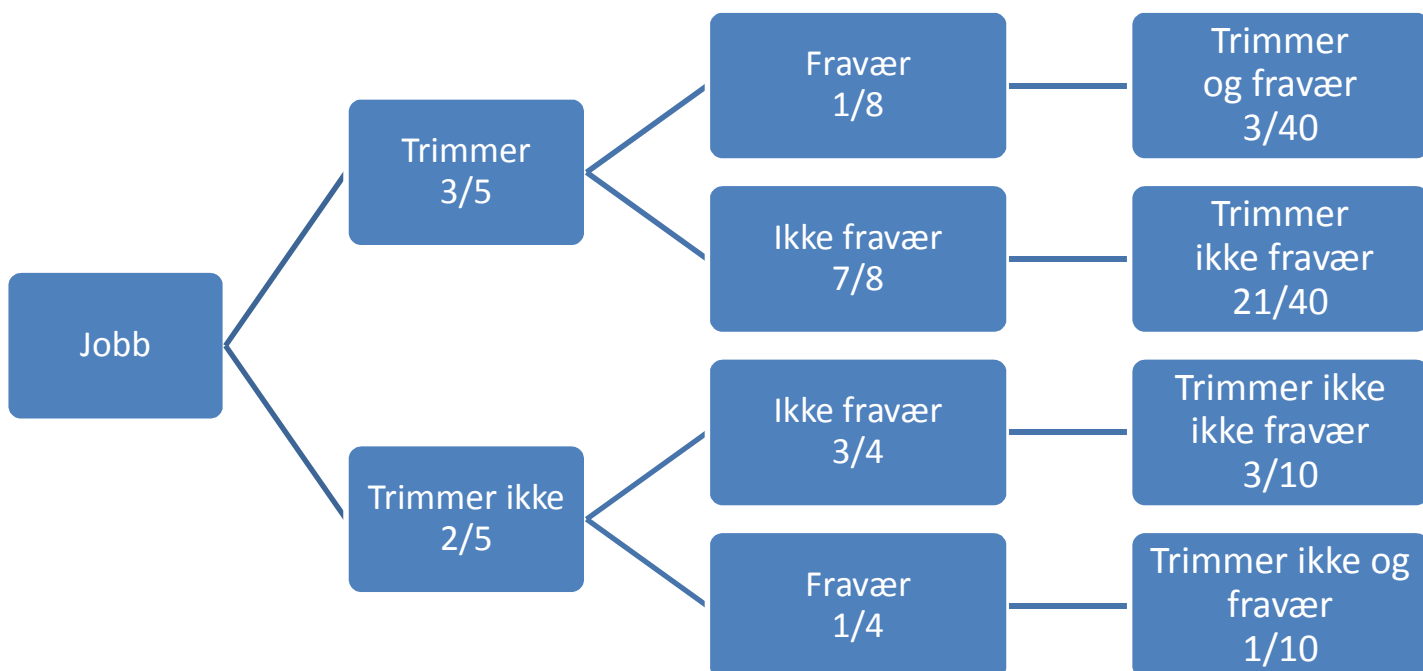 Jobb
Trimmer
3/5
Trimmer ikke
2/5
Fravær
1/8
Ikke fravær
7/8
Ikke fravær
3/4
Fravær
1/4
Trimmer
og fravær
3/40
Trimmer
ikke fravær
21/40
Trimmer ikke
ikke fravær
3/10
Trimmer ikke og
fravær
1/10